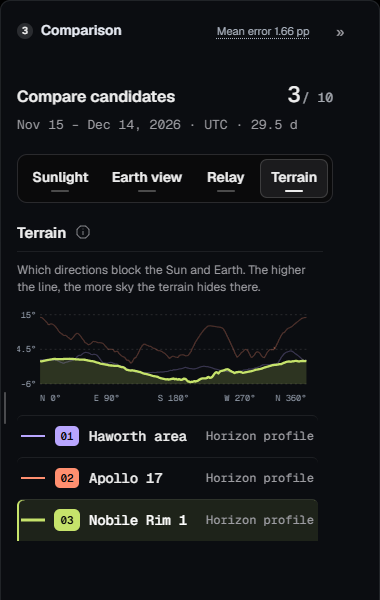 3 Comparison Mean error 1.66 pp »
Compare candidates 3 / 10
Nov 15 – Dec 14, 2026 · UTC · 29.5 d
Sunlight Earth view Relay Terrain
Terrain
Which directions block the Sun and Earth. The higher
the line, the more sky the terrain hides there.
15°
4.5°
-6°
N 0° E 90° S 180° W 270° N 360°
01 Haworth area Horizon profile
02 Apollo 17 Horizon profile
03 Nobile Rim 1 Horizon profile